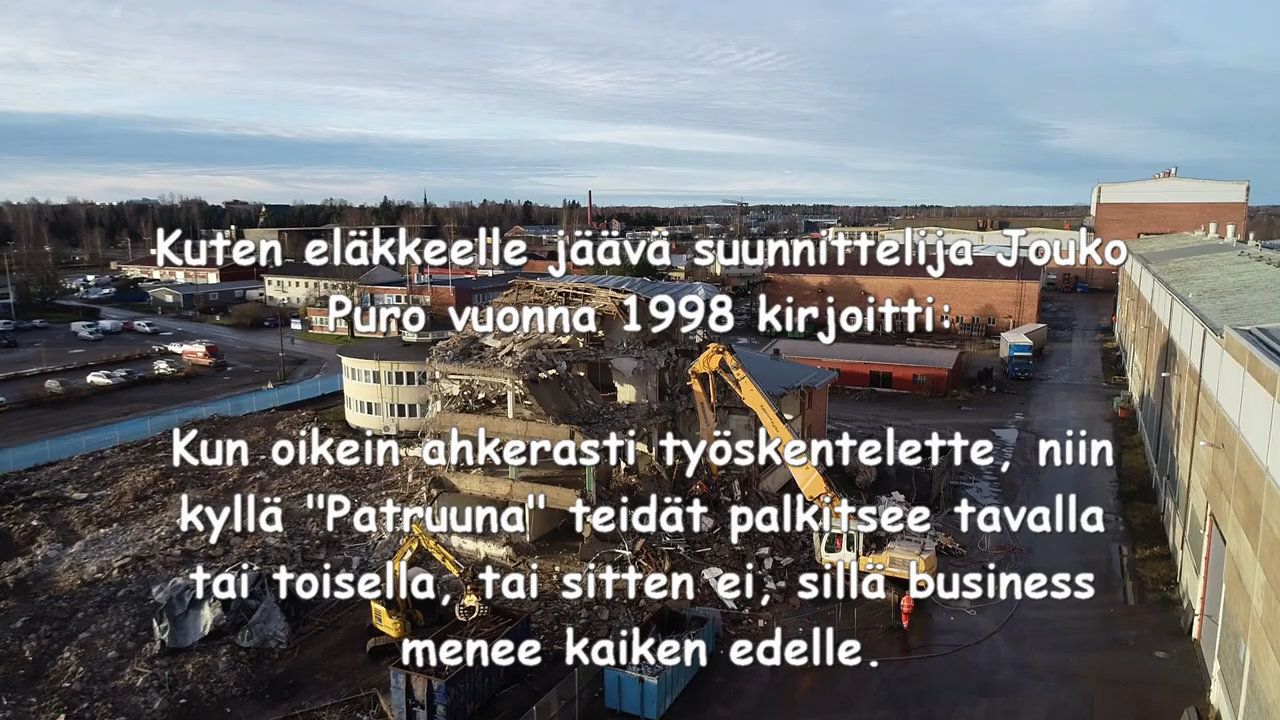 Kuten eläkkeelle jäävä suunnittelija Jouko
Puro vuonna 1998 kirjoitti:
Kun oikein ahkerasti työskentelette, niin
kyllä "Patruuna" teidät palkitsee tavalla
tai toisella, tai sitten ei, sillä business
menee kaiken edelle.